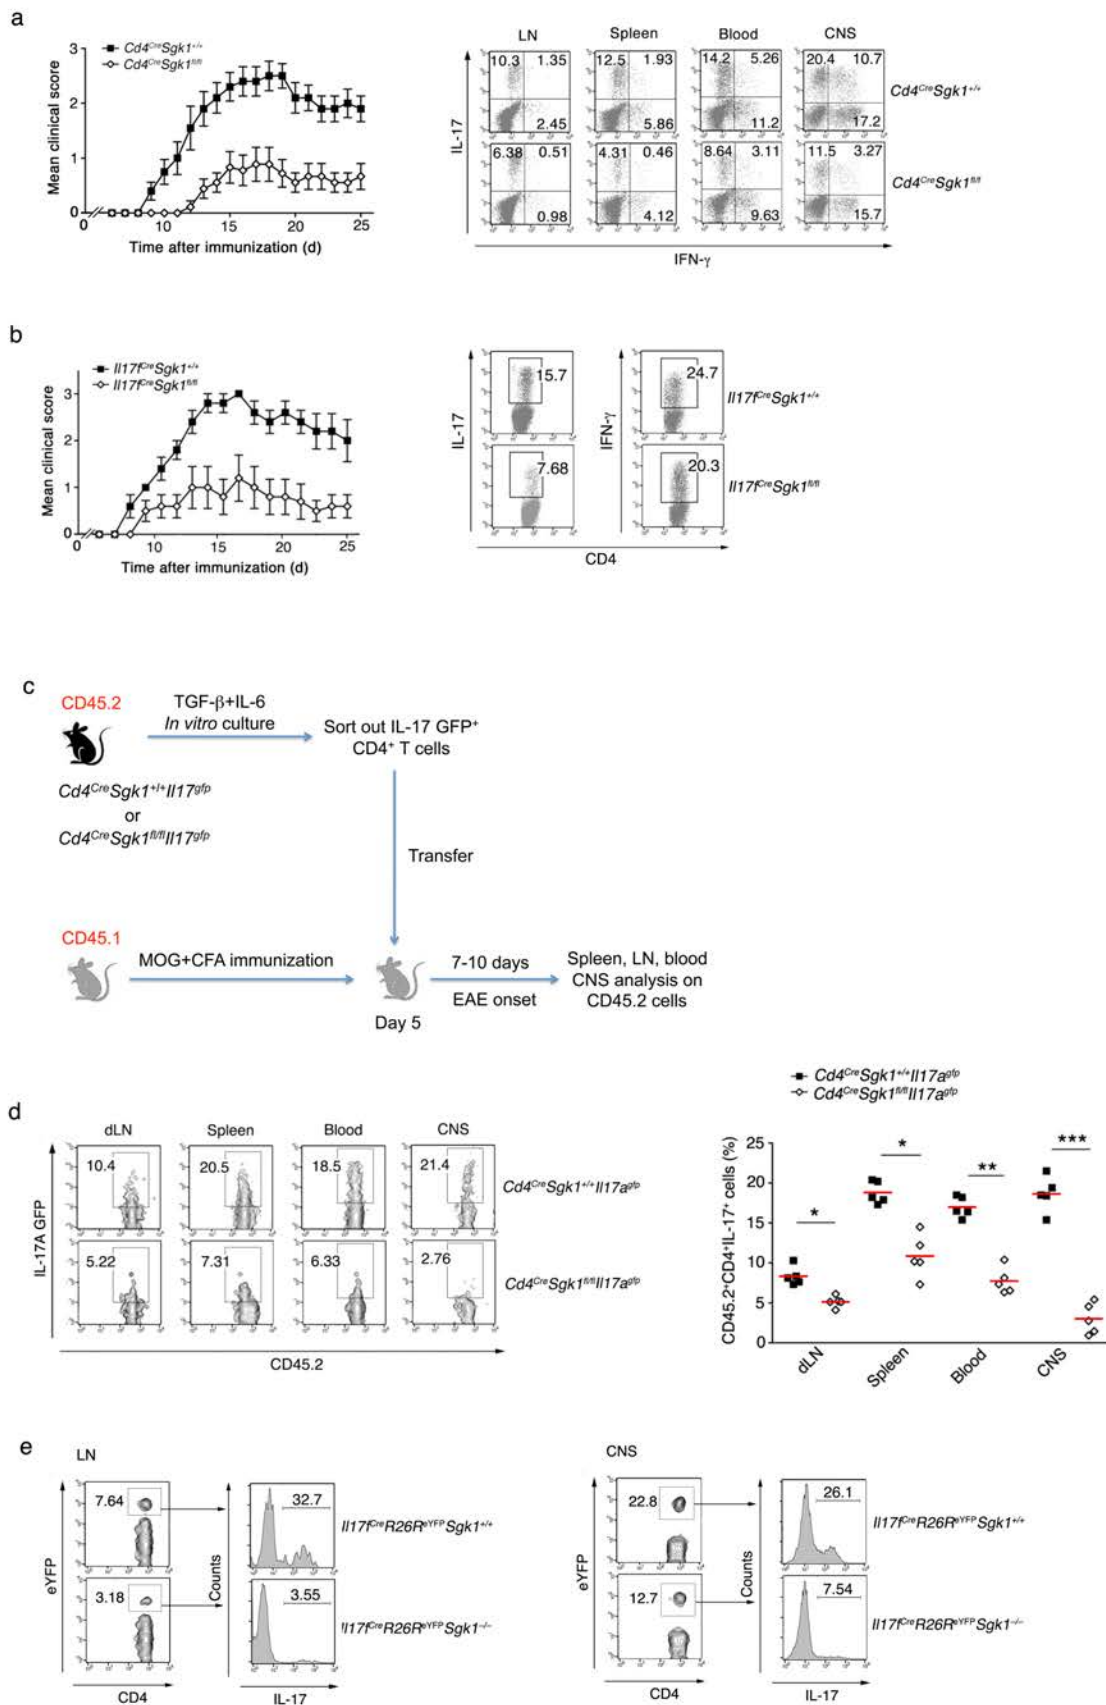 a
Cd4CreSgk1+/+
Cd4CreSgk1fl/fl
Mean clinical score
3
2
1
0
0 10 15 20 25
Time after immunization (d)
LN Spleen Blood CNS
10.3 1.35 12.5 1.93 14.2 5.26 20.4 10.7
Cd4CreSgk1+/+
2.45 5.86 11.2 17.2
6.38 0.51 4.31 0.46 8.64 3.11 11.5 3.27
Cd4CreSgk1fl/fl
0.98 4.12 9.63 15.7
IL-17
IFN-γ
b
Il17fCreSgk1+/+
Il17fCreSgk1fl/fl
Mean clinical score
3
2
1
0
0 10 15 20 25
Time after immunization (d)
IL-17
15.7
7.68
IFN-γ
24.7
20.3
Il17fCreSgk1+/+
Il17fCreSgk1fl/fl
CD4
c
CD45.2
TGF-β+IL-6
In vitro culture
Sort out IL-17 GFP+
CD4+ T cells
Cd4CreSgk1+/+Il17gfp
or
Cd4CreSgk1fl/flIl17gfp
Transfer
CD45.1
MOG+CFA immunization
7-10 days
EAE onset
Spleen, LN, blood
CNS analysis on
CD45.2 cells
Day 5
d
dLN Spleen Blood CNS
10.4 20.5 18.5 21.4
Cd4CreSgk1+/+Il17agfp
5.22 7.31 6.33 2.76
Cd4CreSgk1fl/flIl17agfp
IL-17A GFP
CD45.2
Cd4CreSgk1+/+Il17agfp
Cd4CreSgk1fl/flIl17agfp
CD45.2+CD4+IL-17+ cells (%)
25
20
15
10
5
0
* * ** ***
dLN Spleen Blood CNS
e
LN
7.64 32.7
Il17fCreR26ReYFPSgk1+/+
3.18 3.55
Il17fCreR26ReYFPSgk1–/–
eYFP
Counts
CD4 IL-17
CNS
22.8 26.1
Il17fCreR26ReYFPSgk1+/+
12.7 7.54
Il17fCreR26ReYFPSgk1–/–
eYFP
Counts
CD4 IL-17